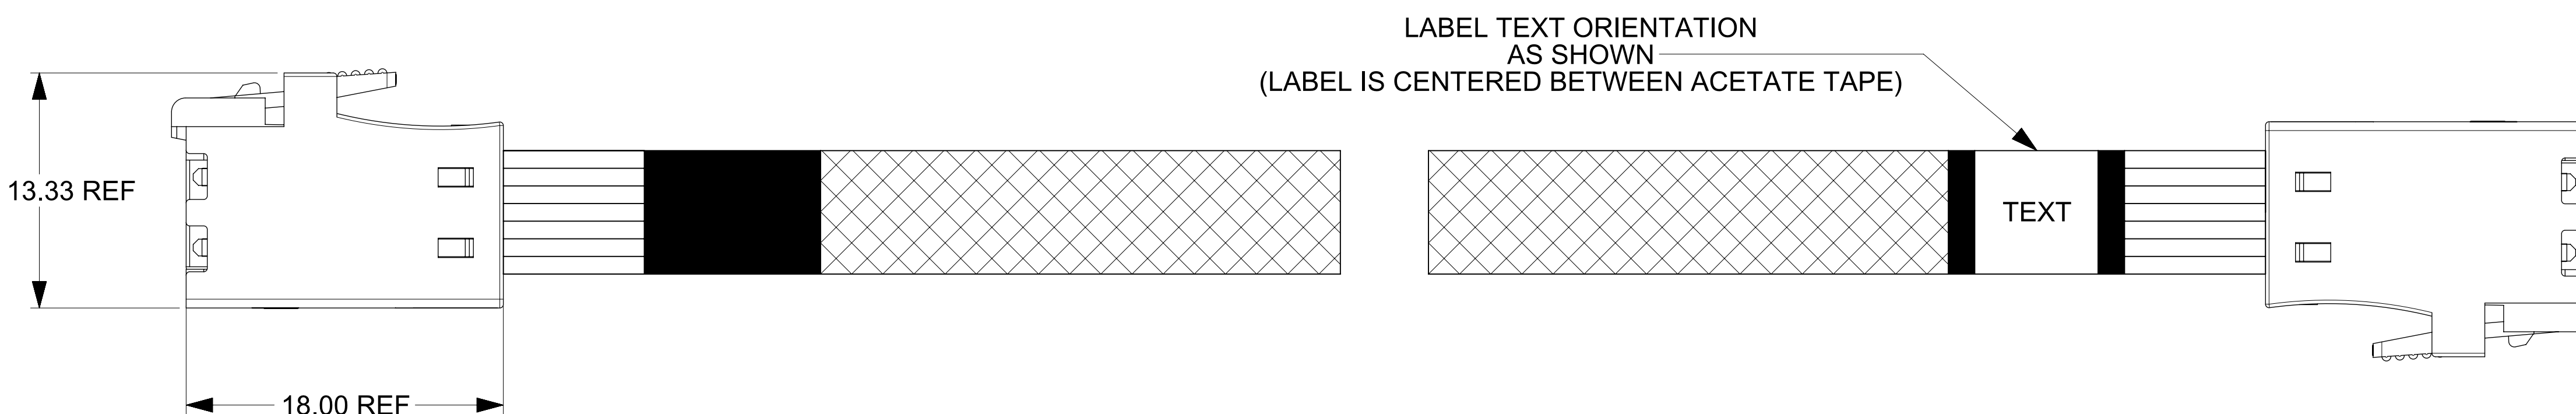 LABEL TEXT ORIENTATION
AS SHOWN
(LABEL IS CENTERED BETWEEN ACETATE TAPE)
13.33 REF
TEXT
18.00 REF